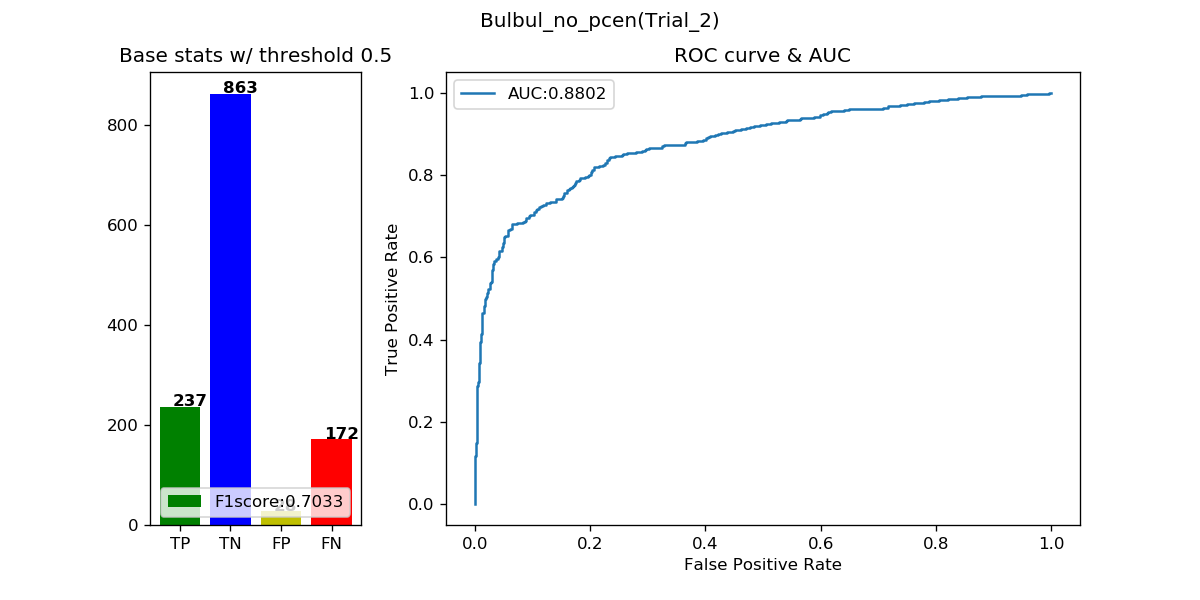 Bulbul_no_pcen(Trial_2)
Base stats w/ threshold 0.5
863
237
172
28
F1score:0.7033
0
200
400
600
800
TP
TN
FP
FN
ROC curve & AUC
AUC:0.8802
True Positive Rate
1.0
0.8
0.6
0.4
0.2
0.0
0.0
0.2
0.4
0.6
0.8
1.0
False Positive Rate